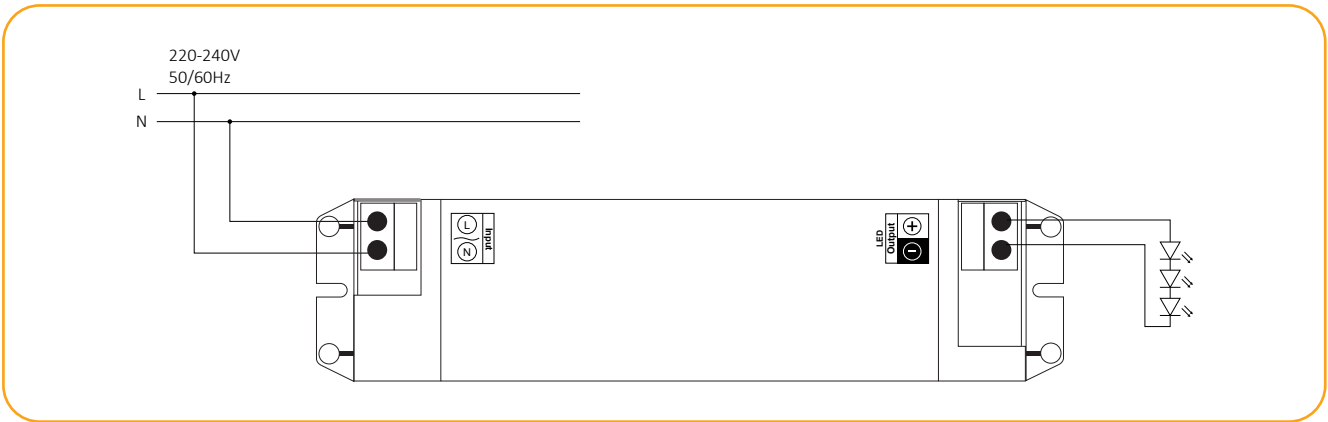 220-240V
50/60Hz
L
N
L
N
Input
LED
Output
+
−